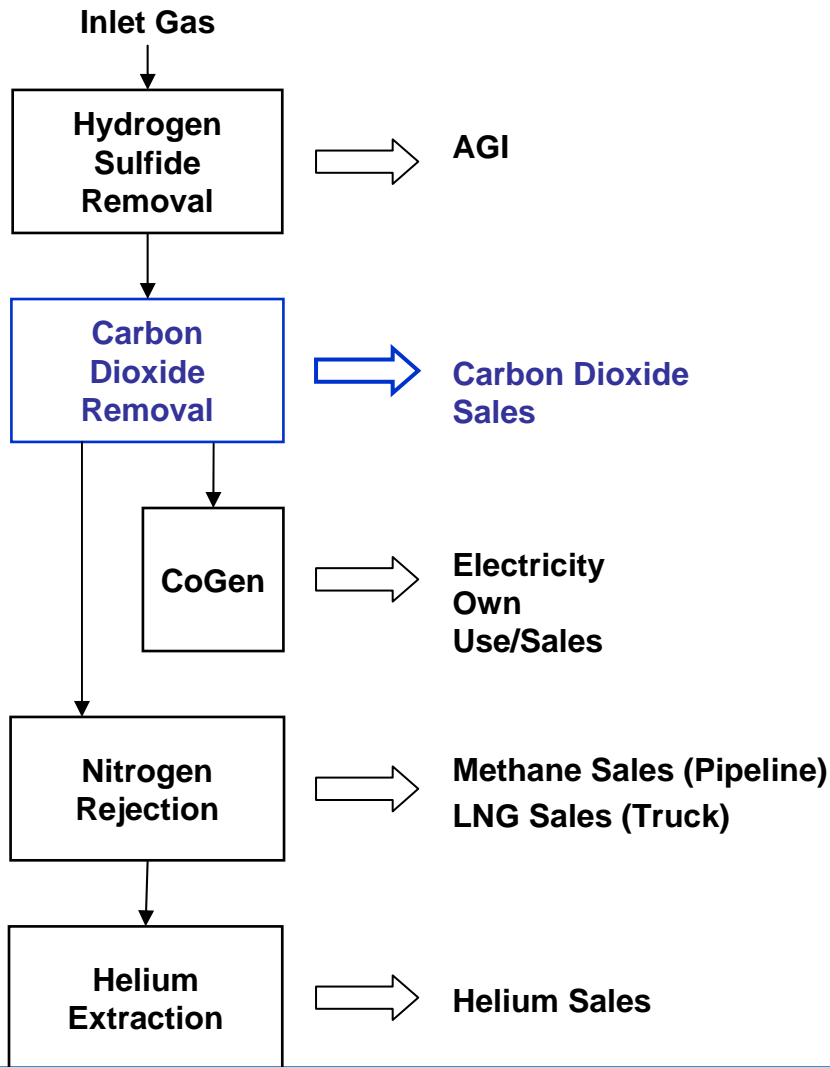 Inlet Gas
Hydrogen
Sulfide
Removal
AGI
Carbon
Dioxide
Removal
Carbon Dioxide
Sales
CoGen
Electricity
Own
Use/Sales
Nitrogen
Rejection
Methane Sales (Pipeline)
LNG Sales (Truck)
Helium
Extraction
Helium Sales